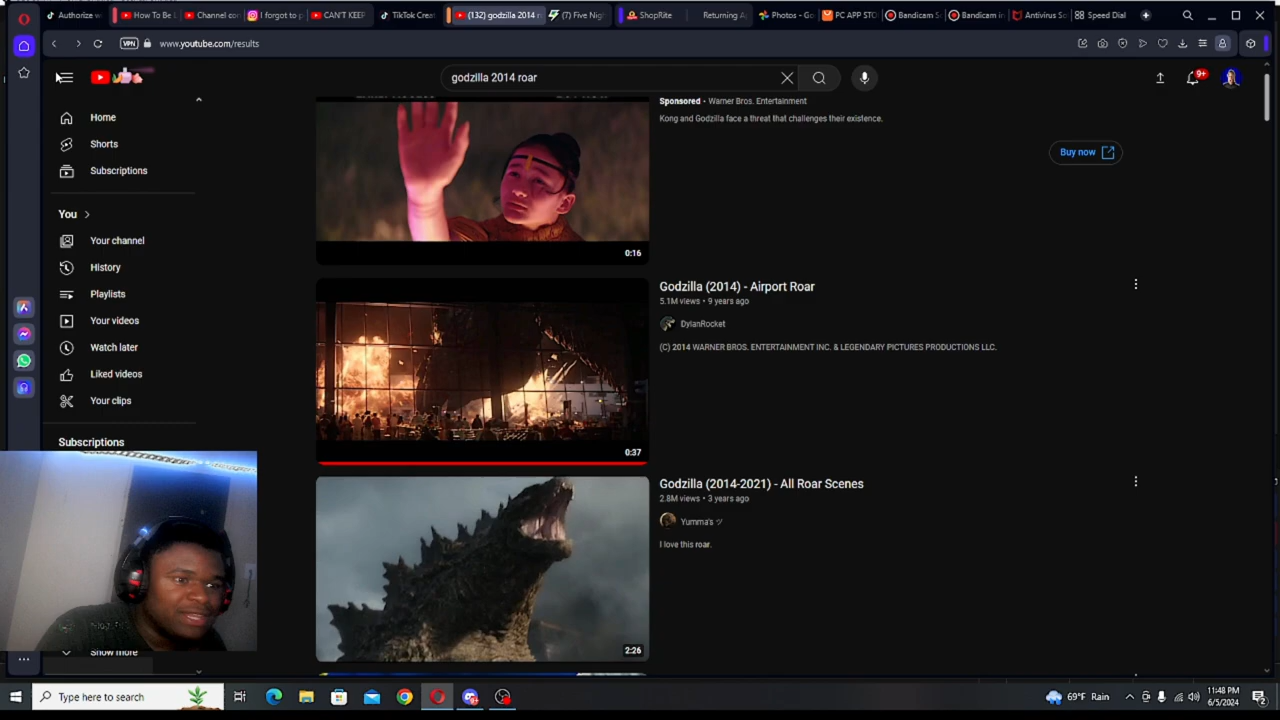 Authorize w
How To Be
Channel co
I forgot to p
CAN'T KEEP
TikTok Creat
(132) godzilla 2014 r
(7) Five Nig
ShopRite
Returning A
Photos - Go
PC APP STO
Bandicam S
Bandicam in
Antivirus So
Speed Dial
VPN
www.youtube.com/results
godzilla 2014 roar
9+
Home
Shorts
Subscriptions
You
Your channel
History
Playlists
Your videos
Watch later
Liked videos
Your clips
Subscriptions
Show more
Sponsored • Warner Bros. Entertainment
Kong and Godzilla face a threat that challenges their existence.
Buy now
0:16
Godzilla (2014) - Airport Roar
5.1M views • 9 years ago
DylanRocket
(C) 2014 WARNER BROS. ENTERTAINMENT INC. & LEGENDARY PICTURES PRODUCTIONS LLC.
0:37
Godzilla (2014-2021) - All Roar Scenes
2.8M views • 3 years ago
Yumma's ツ
I love this roar.
2:26
Type here to search
69°F Rain
11:48 PM
6/5/2024
2